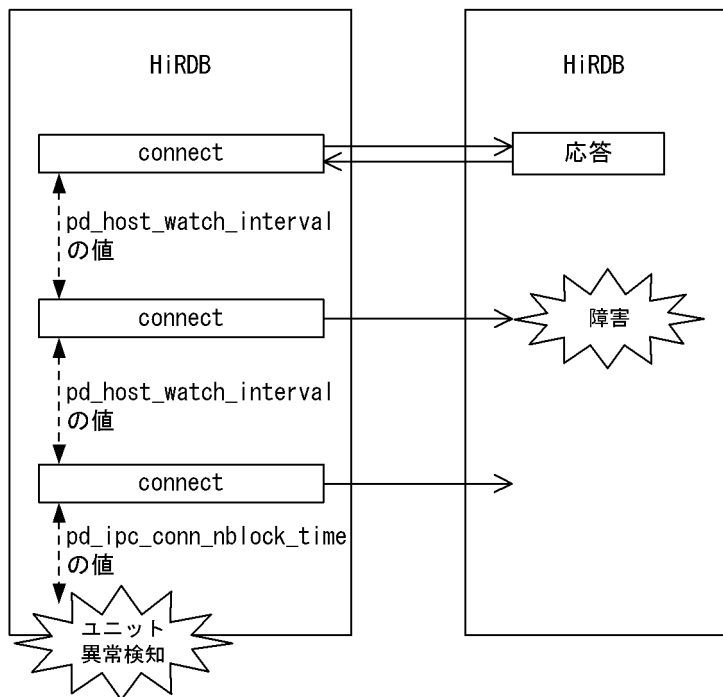 HiRDB
HiRDB
connect
応答
pd_host_watch_interval
の値
connect
障害
pd_host_watch_interval
の値
connect
pd_ipc_conn_nblock_time
の値
ユニット
異常検知